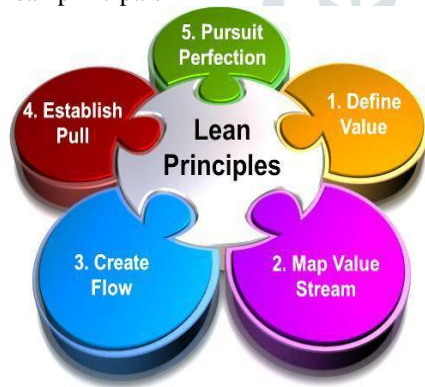 5. Pursuit
Perfection
4. Establish
Pull
1. Define
Value
Lean
Principles
3. Create
Flow
2. Map Value
Stream